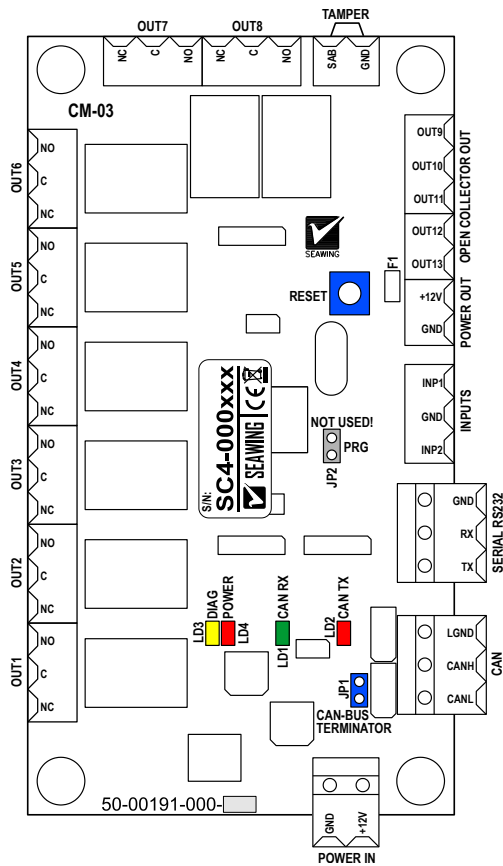 TAMPER
OUT7
OUT8
NC
C
NO
NC
C
NO
SAB
GND
CM-03
OUT6
NO
C
NC
OUT5
NO
C
NC
OUT4
NO
C
NC
OUT3
NO
C
NC
OUT2
NO
C
NC
OUT1
NO
C
NC
SEAWING
RESET
F1
OUT9
OUT10
OUT11
OPEN COLLECTOR OUT
OUT12
OUT13
+12V
GND
POWER OUT
INP1
GND
INP2
INPUTS
S/N:
SC4-000xxx
SEAWING
CE
NOT USED!
PRG
JP2
GND
RX
TX
SERIAL RS232
LD3
DIAG
POWER
LD4
CAN RX
LD1
CAN TX
LD2
LGND
CANH
CANL
CAN
JP1
CAN-BUS
TERMINATOR
50-00191-000-
GND
+12V
POWER IN